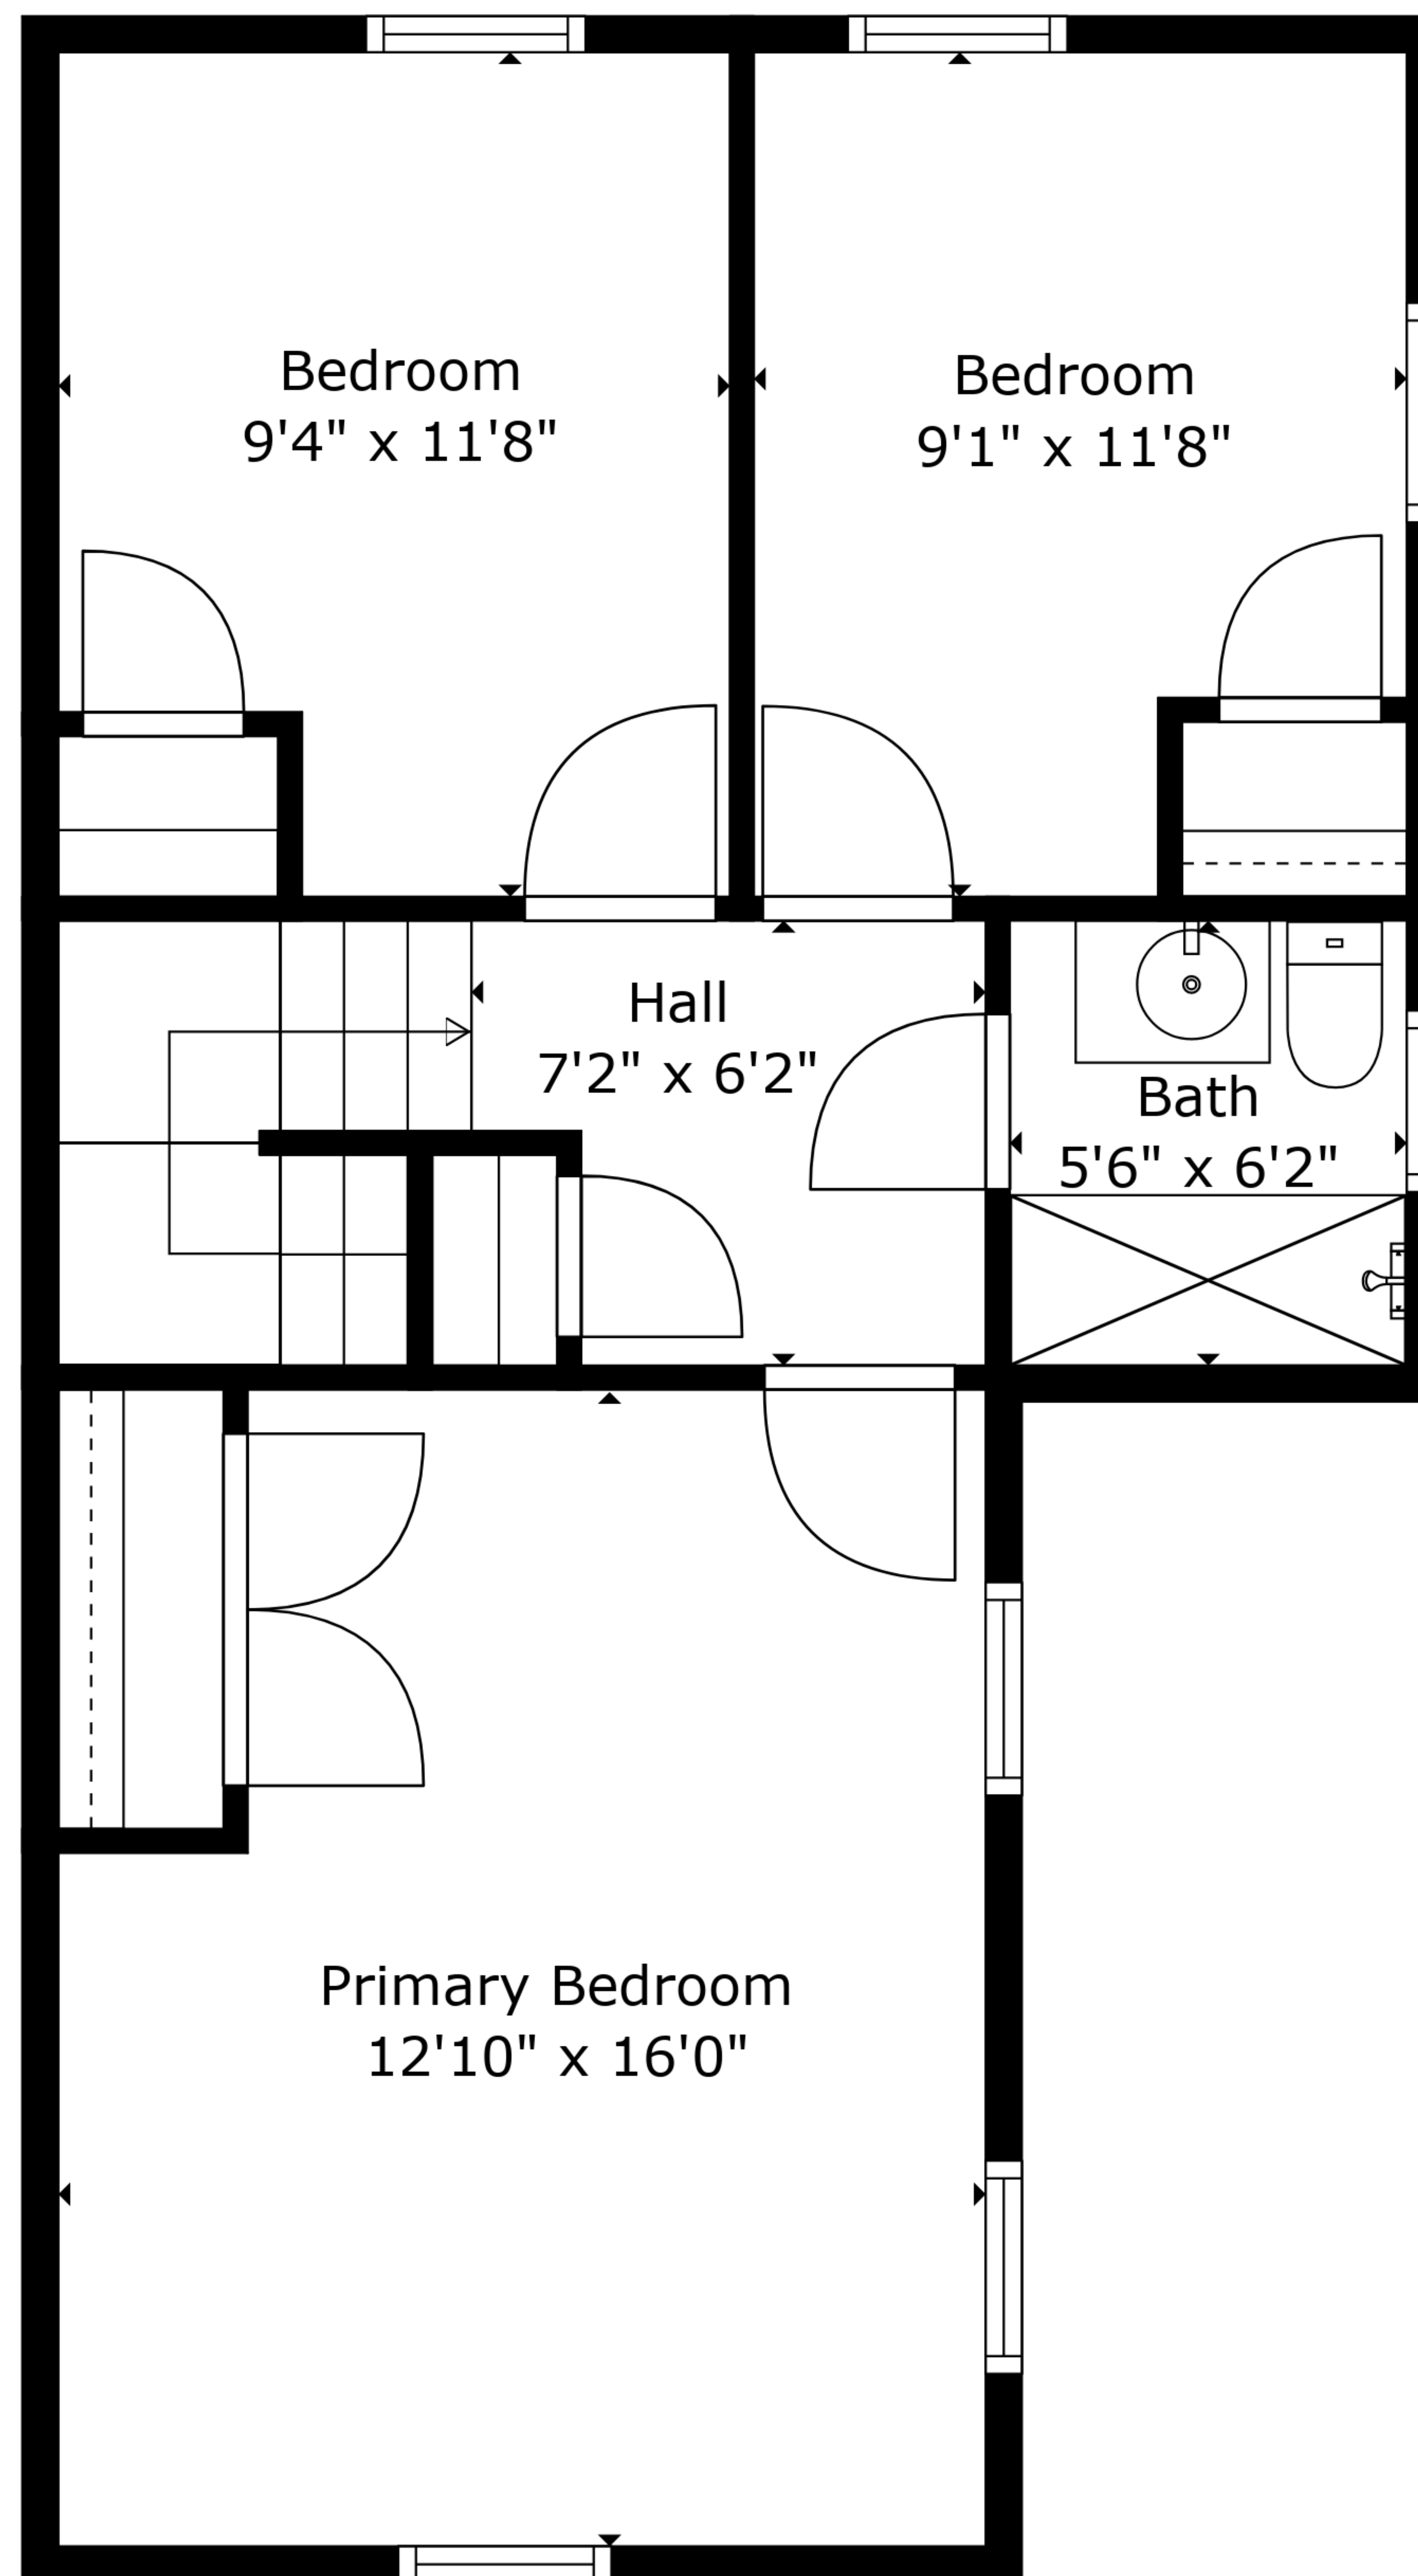 Bedroom
9'4" x 11'8"
Bedroom
9'1" x 11'8"
Hall
7'2" x 6'2"
Bath
5'6" x 6'2"
Primary Bedroom
12'10" x 16'0"